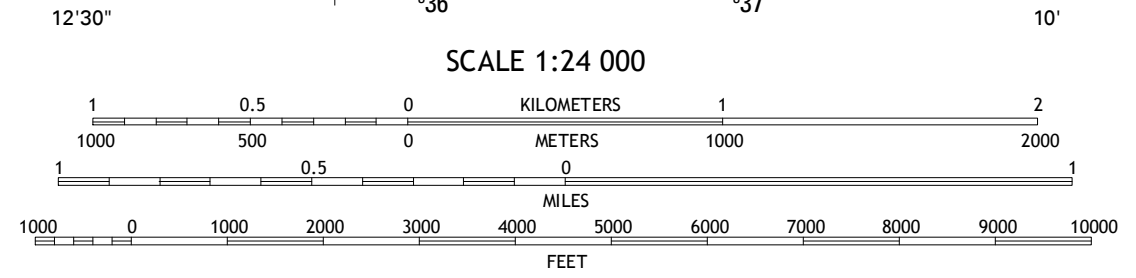 12'30" °36 °37 10'
SCALE 1:24 000
1 0.5 0 KILOMETERS 1 2
1000 500 0 METERS 1000 2000
1 0.5 0 1
MILES
1000 0 1000 2000 3000 4000 5000 6000 7000 8000 9000 10000
FEET